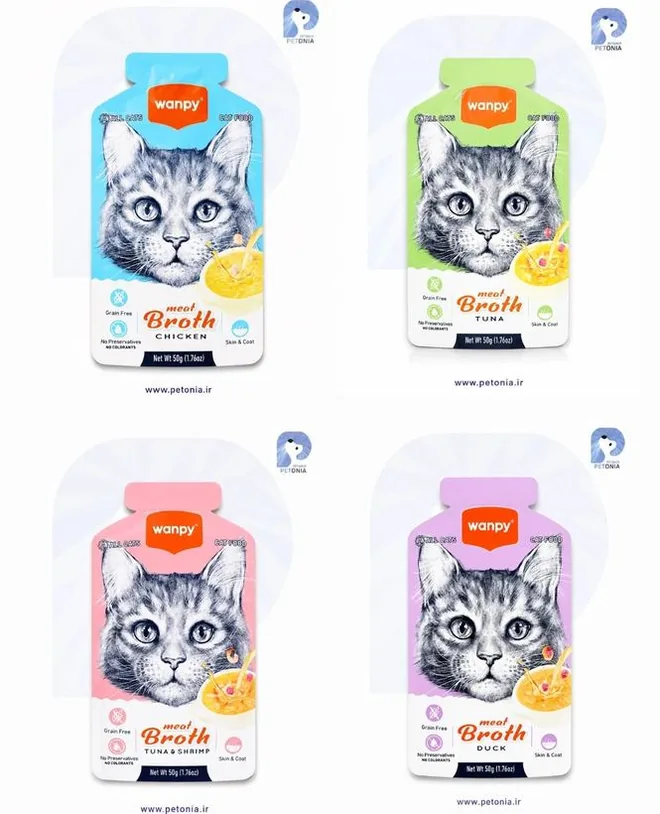 PETONIA
wanpy
ALL CATS
CAT FOOD
Grain Free
No Preservatives
NO COLORANTS
meat
Broth
CHICKEN
Skin & Coat
Net Wt 50g (1.76oz)
www.petonia.ir
PETONIA
wanpy
ALL CATS
CAT FOOD
Grain Free
No Preservatives
NO COLORANTS
meat
Broth
TUNA
Skin & Coat
Net Wt 50g (1.76oz)
www.petonia.ir
PETONIA
wanpy
ALL CATS
CAT FOOD
Grain Free
No Preservatives
NO COLORANTS
meat
Broth
TUNA & SHRIMP
Skin & Coat
Net Wt 50g (1.76oz)
www.petonia.ir
PETONIA
wanpy
ALL CATS
CAT FOOD
Grain Free
No Preservatives
NO COLORANTS
meat
Broth
DUCK
Skin & Coat
Net Wt 50g (1.76oz)
www.petonia.ir